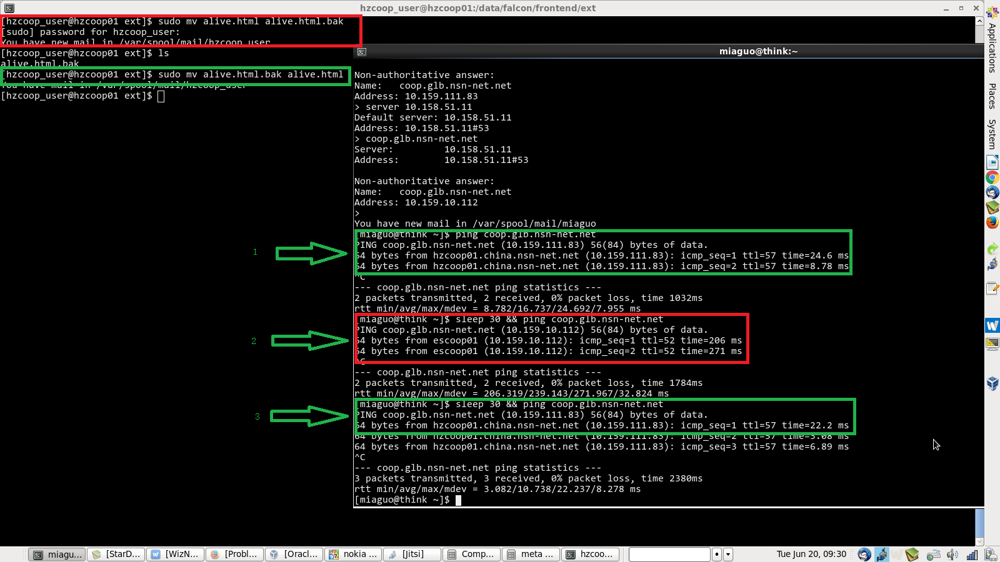 hzcoop_user@hzcoop01:/data/falcon/frontend/ext
[hzcoop_user@hzcoop01 ext]$ sudo mv alive.html alive.html.bak
[sudo] password for hzcoop_user:
You have new mail in /var/spool/mail/hzcoop_user
[hzcoop_user@hzcoop01 ext]$ ls
alive.html.bak
[hzcoop_user@hzcoop01 ext]$ sudo mv alive.html.bak alive.html
You have mail in /var/spool/mail/hzcoop_user
[hzcoop_user@hzcoop01 ext]$
miaguo@think:~
Non-authoritative answer:
Name: coop.glb.nsn-net.net
Address: 10.159.111.83
> server 10.158.51.11
Default server: 10.158.51.11
Address: 10.158.51.11#53
> coop.glb.nsn-net.net
Server: 10.158.51.11
Address: 10.158.51.11#53
Non-authoritative answer:
Name: coop.glb.nsn-net.net
Address: 10.159.10.112
>
You have new mail in /var/spool/mail/miaguo
[miaguo@think ~]$ ping coop.glb.nsn-net.net
PING coop.glb.nsn-net.net (10.159.111.83) 56(84) bytes of data.
1
64 bytes from hzcoop01.china.nsn-net.net (10.159.111.83): icmp_seq=1 ttl=57 time=24.6 ms
64 bytes from hzcoop01.china.nsn-net.net (10.159.111.83): icmp_seq=2 ttl=57 time=8.78 ms
^C
--- coop.glb.nsn-net.net ping statistics ---
2 packets transmitted, 2 received, 0% packet loss, time 1032ms
rtt min/avg/max/mdev = 8.782/16.737/24.692/7.955 ms
[miaguo@think ~]$ sleep 30 && ping coop.glb.nsn-net.net
PING coop.glb.nsn-net.net (10.159.10.112) 56(84) bytes of data.
2
64 bytes from escoop01 (10.159.10.112): icmp_seq=1 ttl=52 time=206 ms
64 bytes from escoop01 (10.159.10.112): icmp_seq=2 ttl=52 time=271 ms
^C
--- coop.glb.nsn-net.net ping statistics ---
2 packets transmitted, 2 received, 0% packet loss, time 1784ms
rtt min/avg/max/mdev = 206.319/239.143/271.967/32.824 ms
[miaguo@think ~]$ sleep 30 && ping coop.glb.nsn-net.net
PING coop.glb.nsn-net.net (10.159.111.83) 56(84) bytes of data.
3
64 bytes from hzcoop01.china.nsn-net.net (10.159.111.83): icmp_seq=1 ttl=57 time=22.2 ms
64 bytes from hzcoop01.china.nsn-net.net (10.159.111.83): icmp_seq=2 ttl=57 time=3.08 ms
64 bytes from hzcoop01.china.nsn-net.net (10.159.111.83): icmp_seq=3 ttl=57 time=6.89 ms
^C
--- coop.glb.nsn-net.net ping statistics ---
3 packets transmitted, 3 received, 0% packet loss, time 2380ms
rtt min/avg/max/mdev = 3.082/10.738/22.237/8.278 ms
[miaguo@think ~]$
Applications
Places
System
W
miagu...
[StarD...
[WizN...
[Probl...
[Oracl...
nokia ...
[Jitsi]
Comp...
meta ...
hzcoo...
Tue Jun 20, 09:30